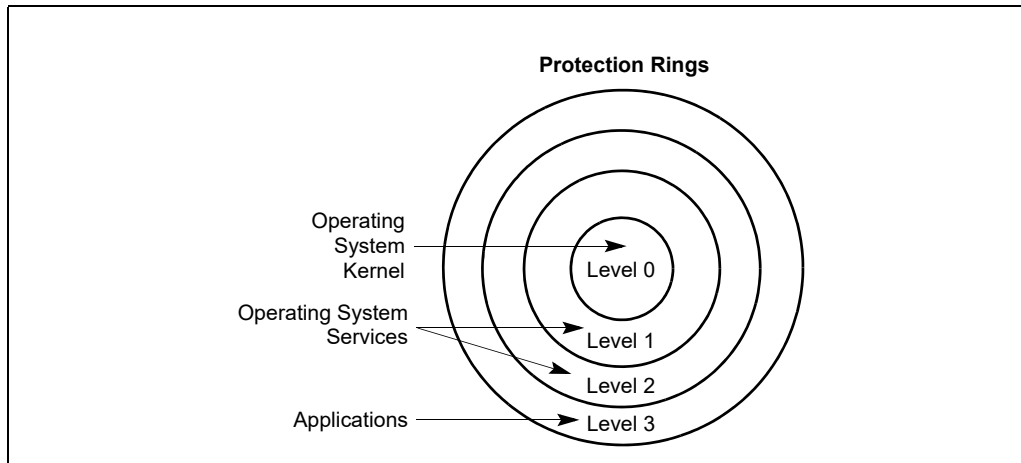 Protection Rings
Operating
System
Kernel
Level 0
Operating System
Services
Level 1
Level 2
Applications
Level 3